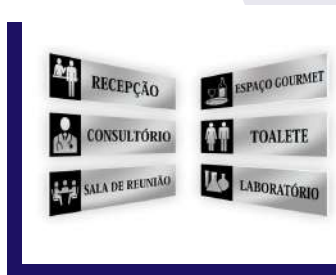 RECEPÇÃO
CONSULTÓRIO
SALA DE REUNIÃO
ESPAÇO GOURMET
TOALETE
LABORATÓRIO